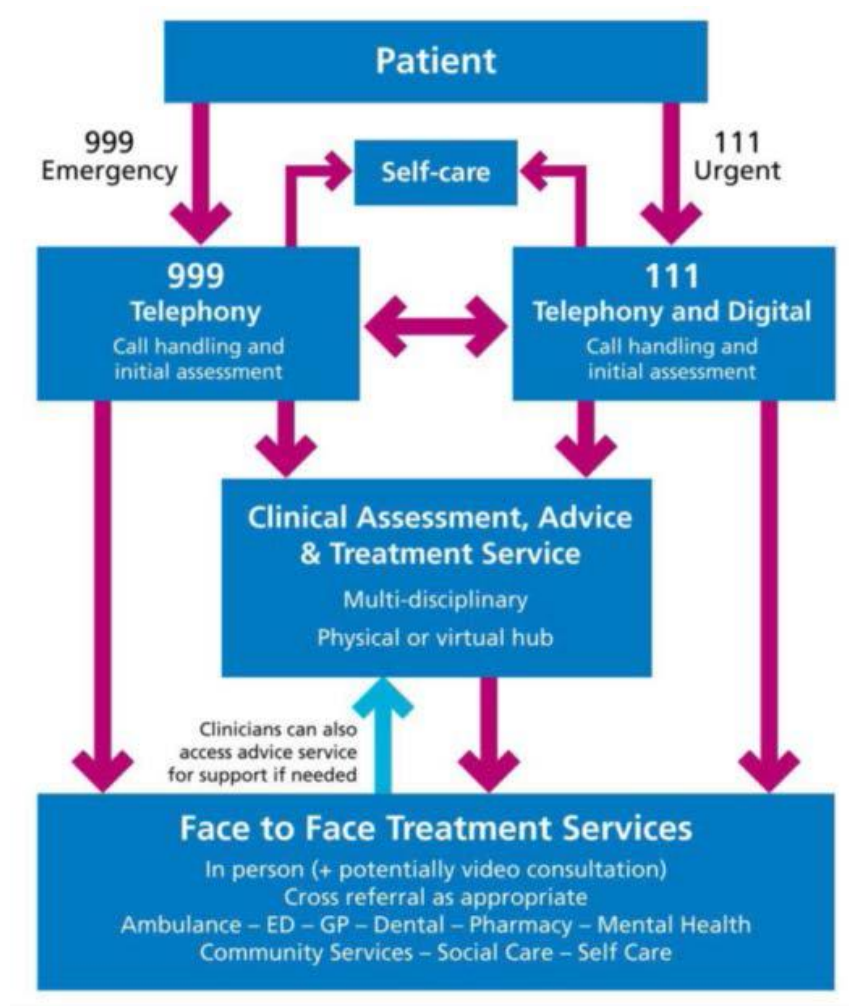 Patient
999
Emergency
111
Urgent
Self-care
999
Telephony
Call handling and
initial assessment
111
Telephony and Digital
Call handling and
initial assessment
Clinical Assessment, Advice
& Treatment Service
Multi-disciplinary
Physical or virtual hub
Clinicians can also
access advice service
for support if needed
Face to Face Treatment Services
In person (+ potentially video consultation)
Cross referral as appropriate
Ambulance – ED – GP – Dental – Pharmacy – Mental Health
Community Services – Social Care – Self Care